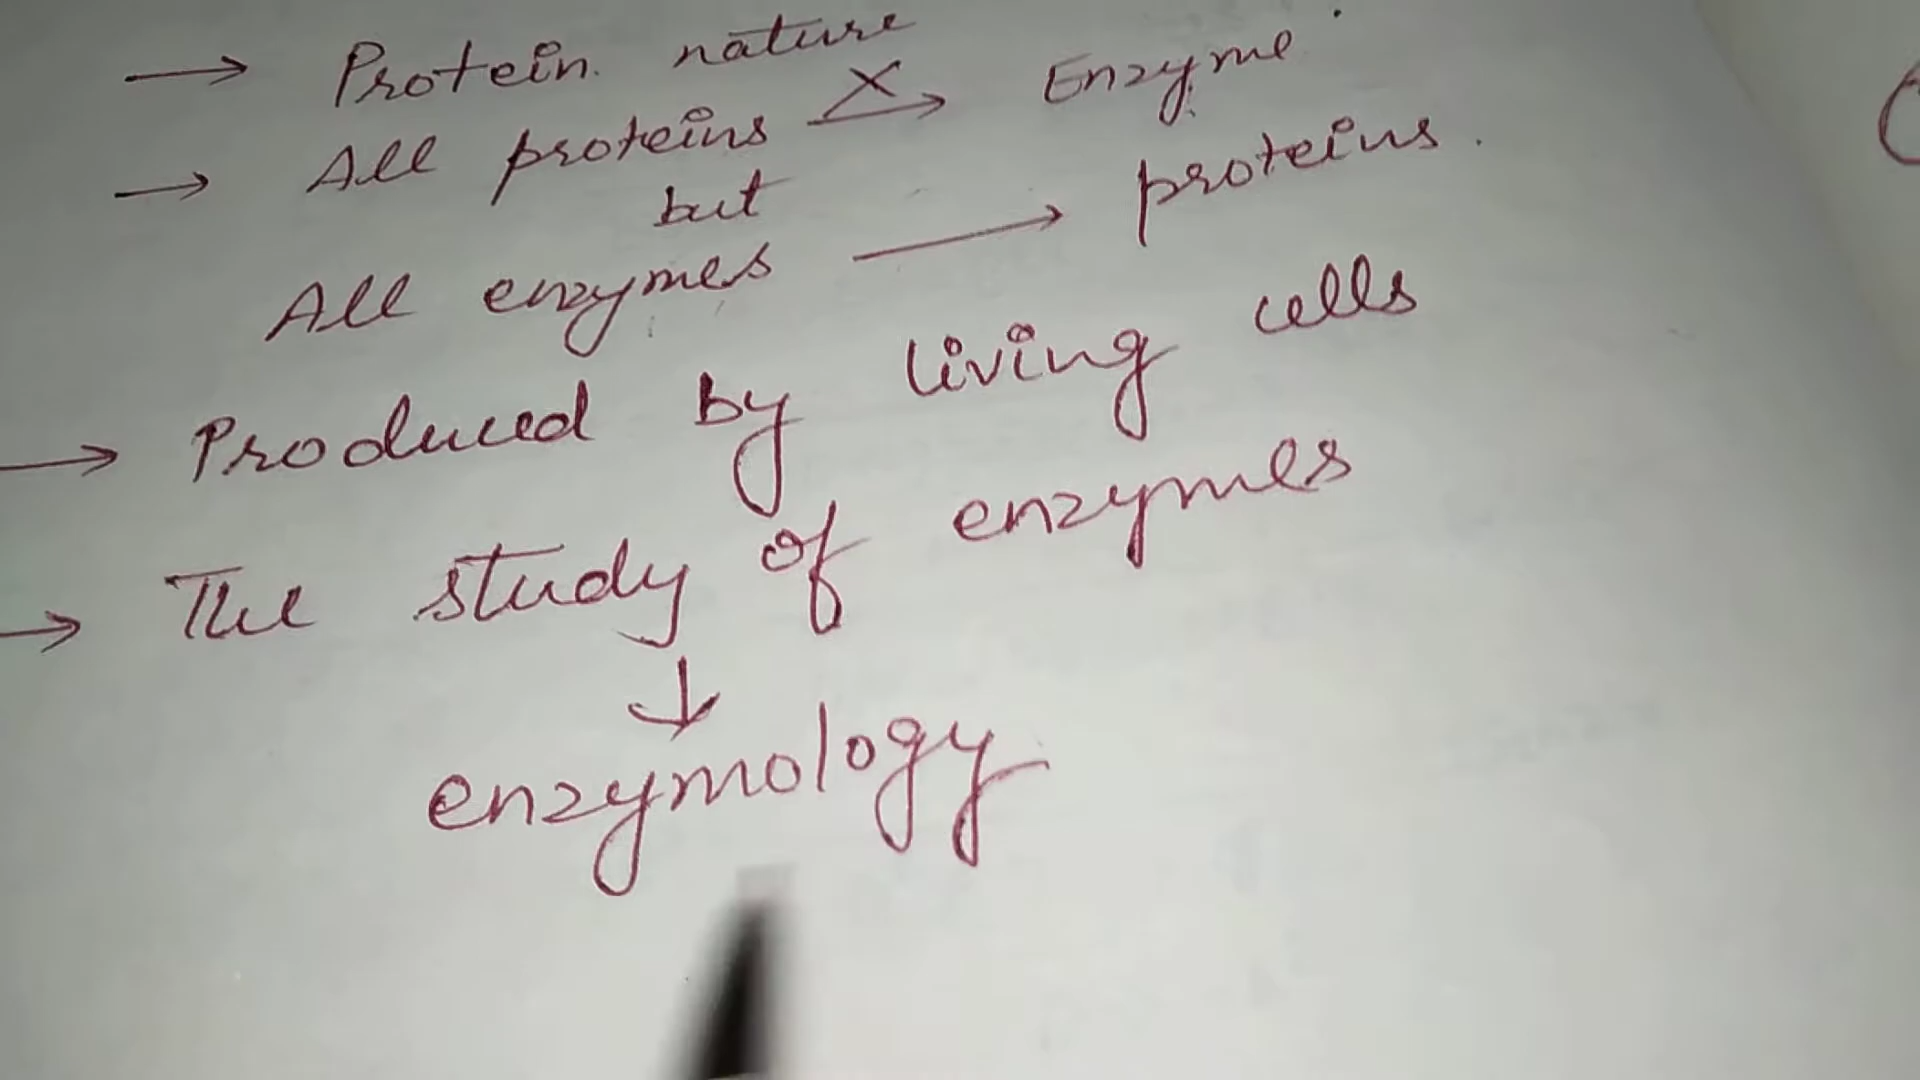 → Protein nature
→ All proteins X→ Enzyme
but
All enzymes → proteins.
→ Produced by living cells
→ The study of enzymes
↓
enzymology